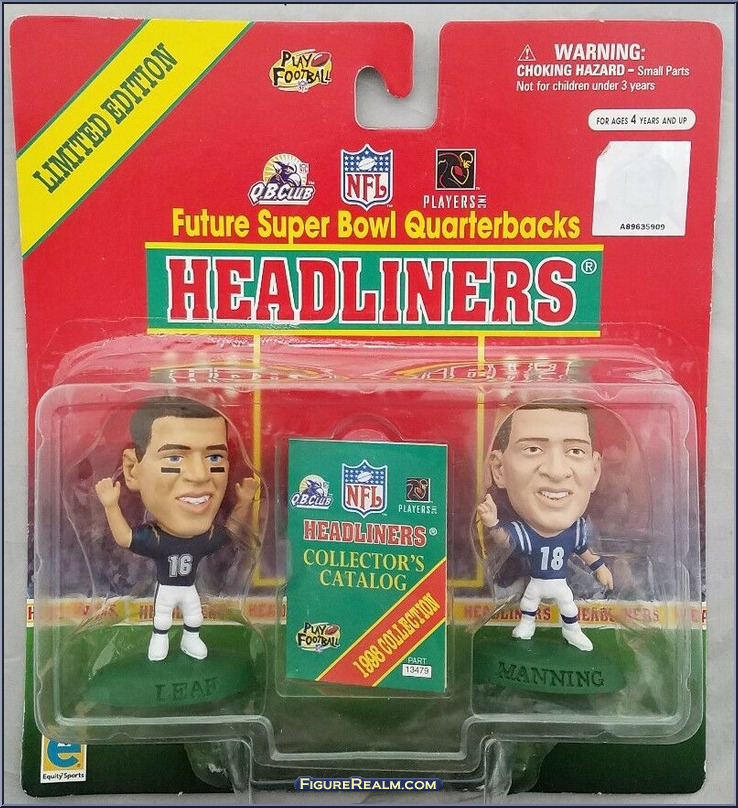 LIMITED EDITION
PLAY
FOOTBALL
WARNING:
CHOKING HAZARD – Small Parts
Not for children under 3 years
FOR AGES 4 YEARS AND UP
Q.B.CLUB
NFL
PLAYERS INC
A89635909
Future Super Bowl Quarterbacks
HEADLINERS®
16
18
Q.B.CLUB
NFL
PLAYERS INC
HEADLINERS®
COLLECTOR'S
CATALOG
1998 COLLECTION
PLAY
FOOTBALL
PART
13479
HEADLINERS
HEADLINERS
LEAF
MANNING
e
Equity Sports
FIGUREREALM.COM